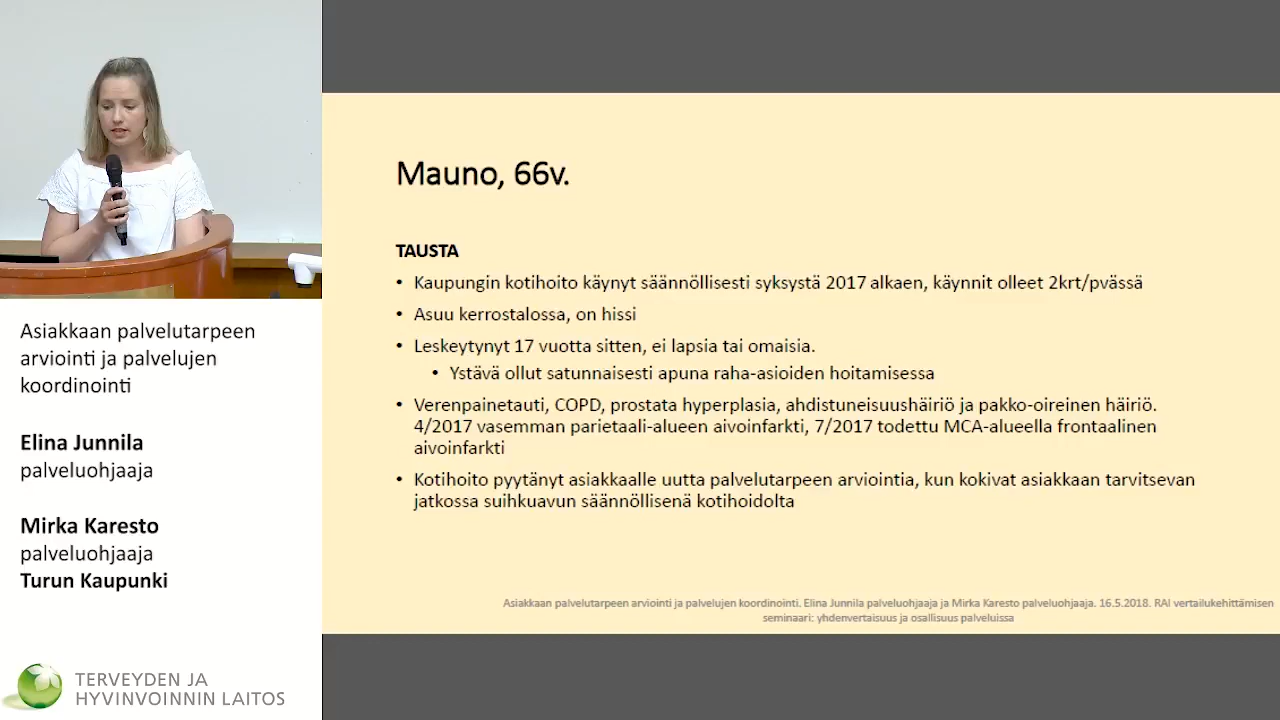 Asiakkaan palvelutarpeen
arviointi ja palvelujen
koordinointi
Elina Junnila
palveluohjaaja
Mirka Karesto
palveluohjaaja
Turun Kaupunki
TERVEYDEN JA
HYVINVOINNIN LAITOS
Mauno, 66v.
TAUSTA
• Kaupungin kotihoito käynyt säännöllisesti syksystä 2017 alkaen, käynnit olleet 2krt/pvässä
• Asuu kerrostalossa, on hissi
• Leskeytynyt 17 vuotta sitten, ei lapsia tai omaisia.
• Ystävä ollut satunnaisesti apuna raha-asioiden hoitamisessa
• Verenpainetauti, COPD, prostata hyperplasia, ahdistuneisuushäiriö ja pakko-oireinen häiriö.
4/2017 vasemman parietaali-alueen aivoinfarkti, 7/2017 todettu MCA-alueella frontaalinen
aivoinfarkti
• Kotihoito pyytänyt asiakkaalle uutta palvelutarpeen arviointia, kun kokivat asiakkaan tarvitsevan
jatkossa suihkuavun säännöllisenä kotihoidolta
Asiakkaan palvelutarpeen arviointi ja palvelujen koordinointi. Elina Junnila palveluohjaaja ja Mirka Karesto palveluohjaaja. 16.5.2018. RAI vertailukehittämisen
seminaari: yhdenvertaisuus ja osallisuus palveluissa